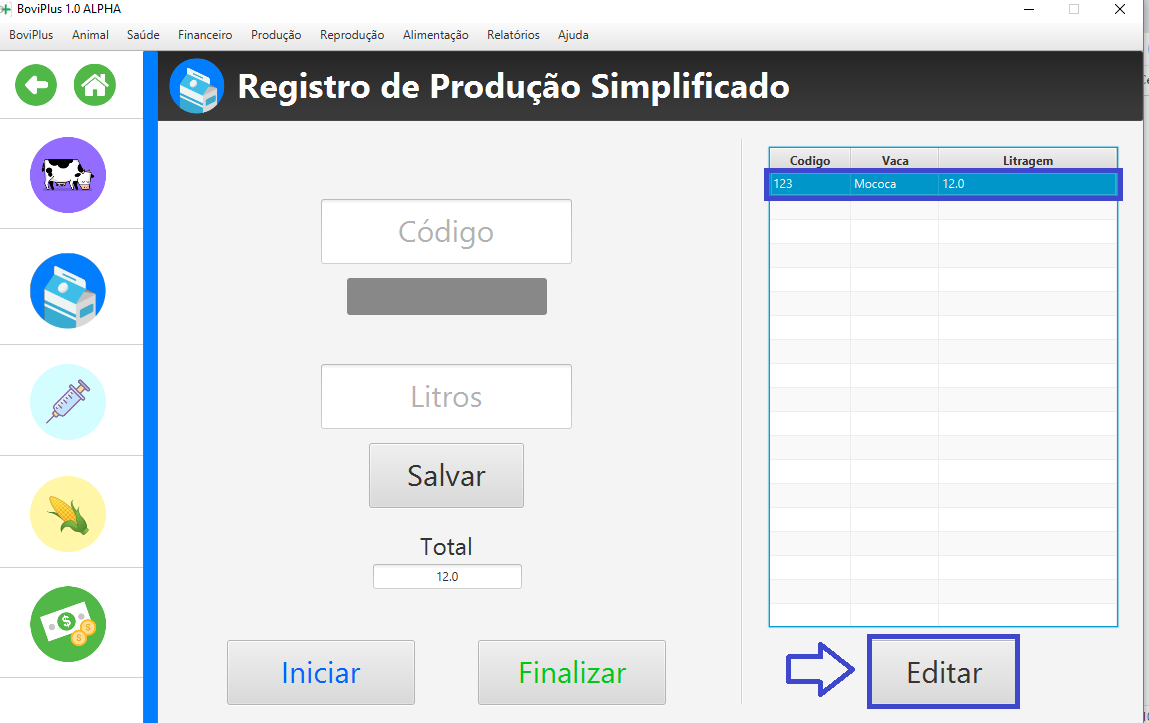 BoviPlus 1.0 ALPHA
BoviPlus Animal Saúde Financeiro Produção Reprodução Alimentação Relatórios Ajuda
Registro de Produção Simplificado
Codigo Vaca Litragem
123 Mococa 12.0
Código
Litros
Salvar
Total
12.0
Iniciar Finalizar Editar